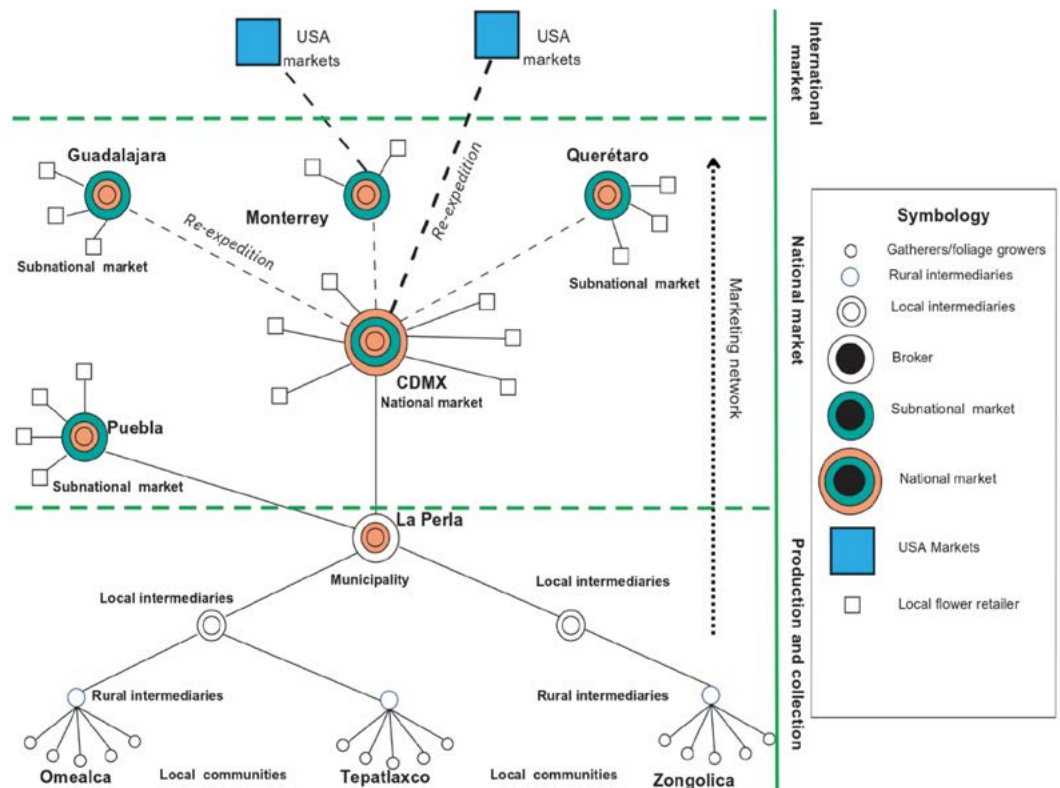 USA
markets
USA
markets
International
market
Guadalajara
Monterrey
Querétaro
Re-expedition
Re-expedition
Subnational market
Subnational market
CDMX
National market
Puebla
Subnational market
Marketing network
National market
La Perla
Municipality
Local intermediaries
Local intermediaries
Rural intermediaries
Rural intermediaries
Omealca
Local communities
Tepatlaxco
Local communities
Zongolica
Production and collection
Symbology
Gatherers/foliage growers
Rural intermediaries
Local intermediaries
Broker
Subnational market
National market
USA Markets
Local flower retailer